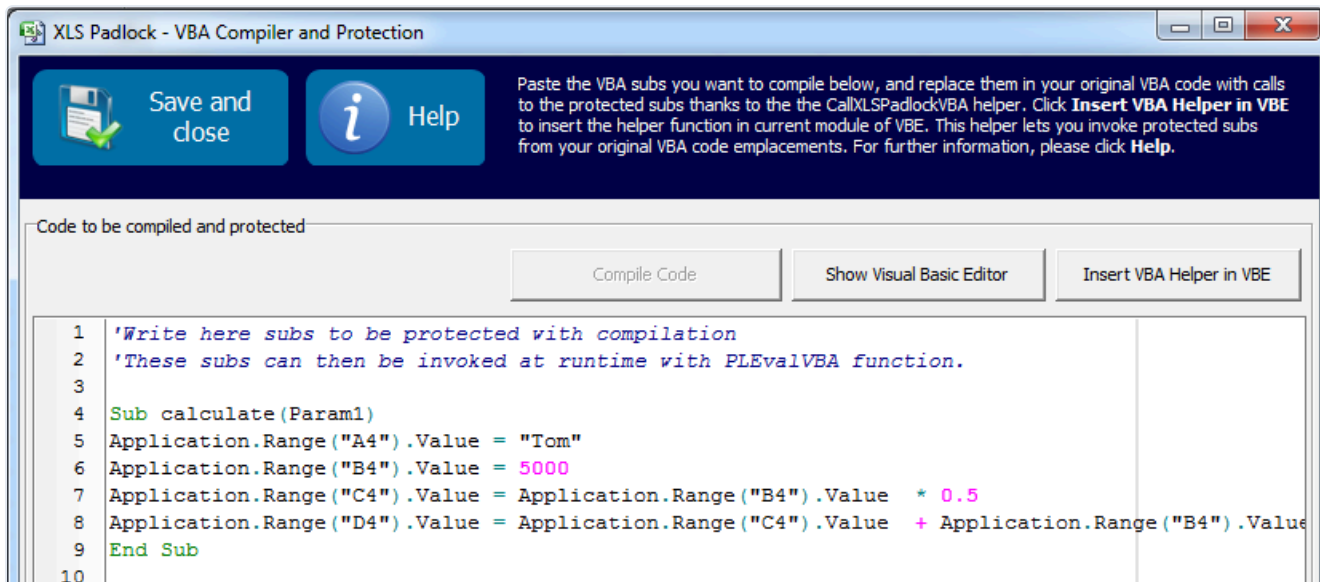 XLS Padlock - VBA Compiler and Protection
Save and
close
Help
Paste the VBA subs you want to compile below, and replace them in your original VBA code with calls
to the protected subs thanks to the the CallXLSPadlockVBA helper. Click Insert VBA Helper in VBE
to insert the helper function in current module of VBE. This helper lets you invoke protected subs
from your original VBA code emplacements. For further information, please click Help.
Code to be compiled and protected
Compile Code
Show Visual Basic Editor
Insert VBA Helper in VBE
1 'Write here subs to be protected with compilation
2 'These subs can then be invoked at runtime with PLEvalVBA function.
3
4 Sub calculate(Param1)
5 Application.Range("A4").Value = "Tom"
6 Application.Range("B4").Value = 5000
7 Application.Range("C4").Value = Application.Range("B4").Value  * 0.5
8 Application.Range("D4").Value = Application.Range("C4").Value  + Application.Range("B4").Value
9 End Sub
10